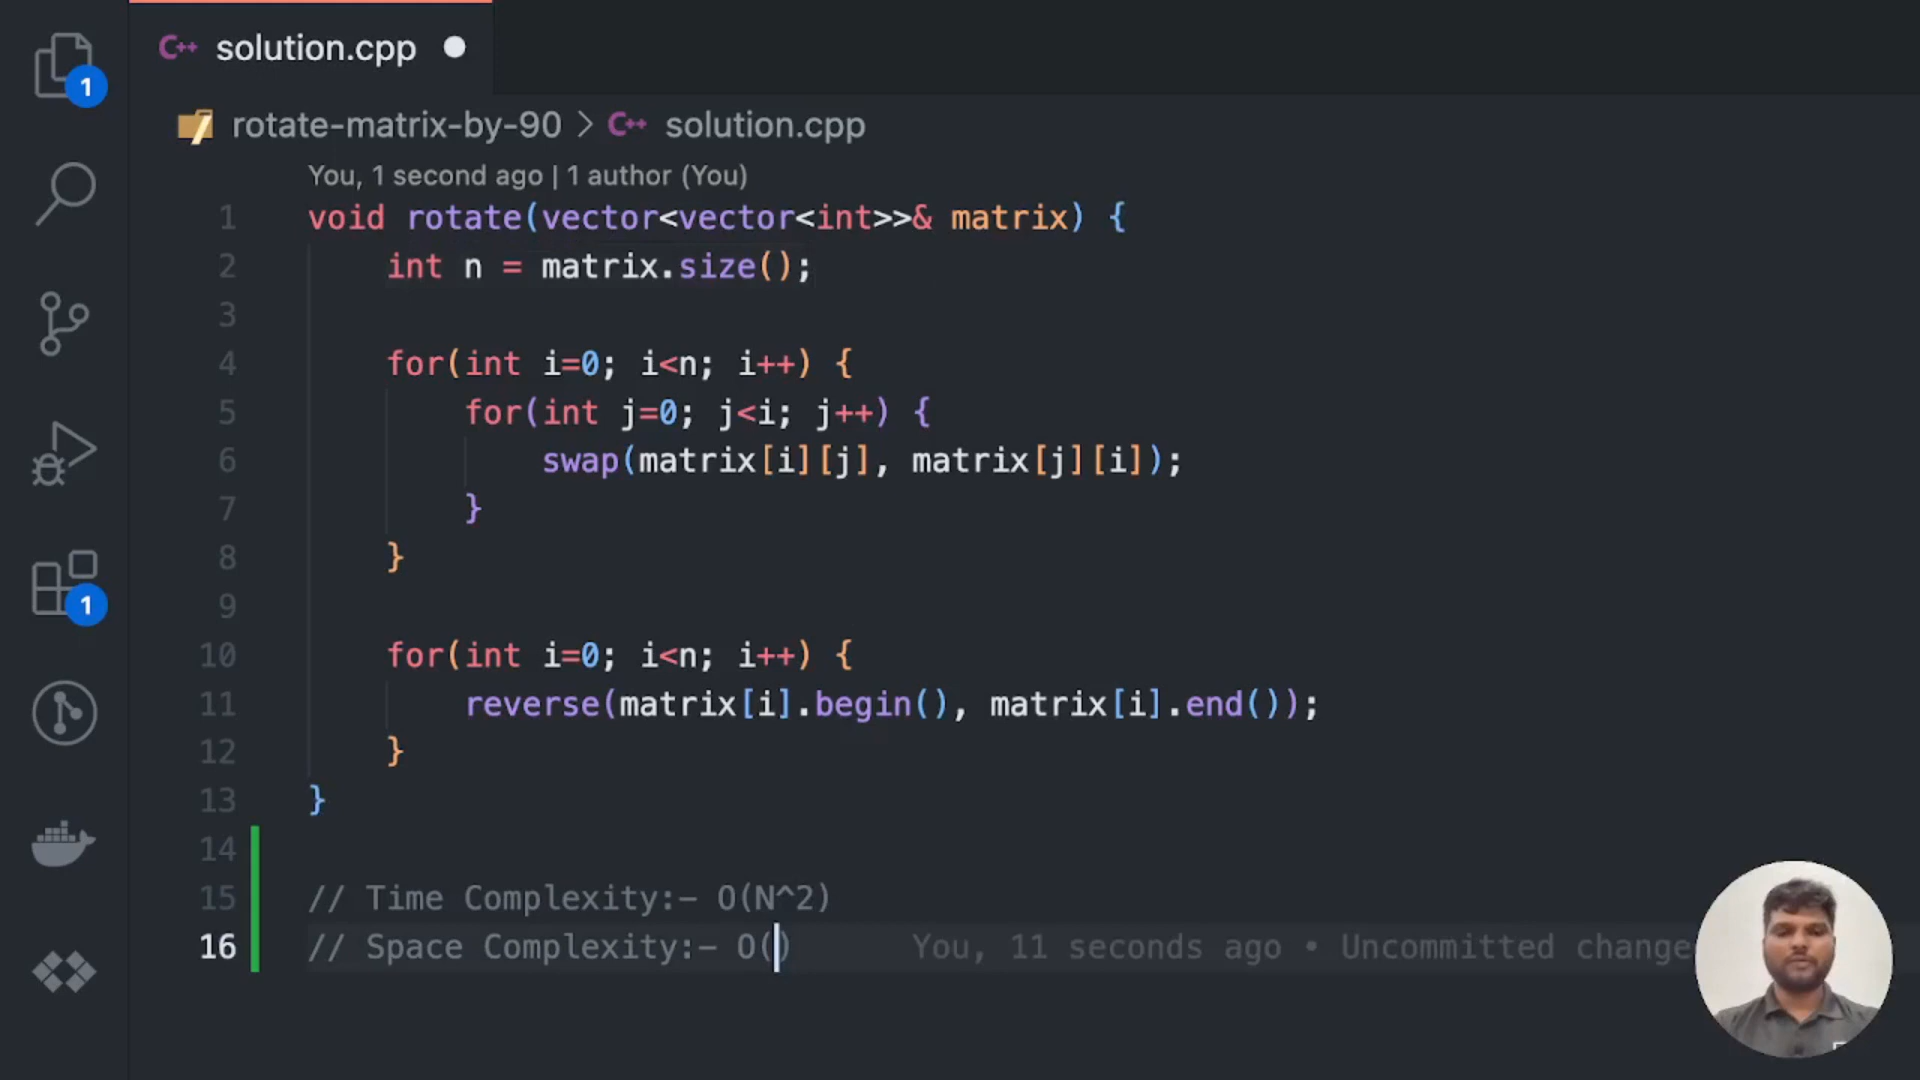 C++ solution.cpp
1
rotate-matrix-by-90 > C++ solution.cpp
You, 1 second ago | 1 author (You)
1 void rotate(vector<vector<int>>& matrix) {
2 int n = matrix.size();
3
4 for(int i=0; i<n; i++) {
5 for(int j=0; j<i; j++) {
6 swap(matrix[i][j], matrix[j][i]);
7 }
8 }
9
1
10 for(int i=0; i<n; i++) {
11 reverse(matrix[i].begin(), matrix[i].end());
12 }
13 }
14
15 // Time Complexity:- O(N^2)
16 // Space Complexity:- O() You, 11 seconds ago • Uncommitted change